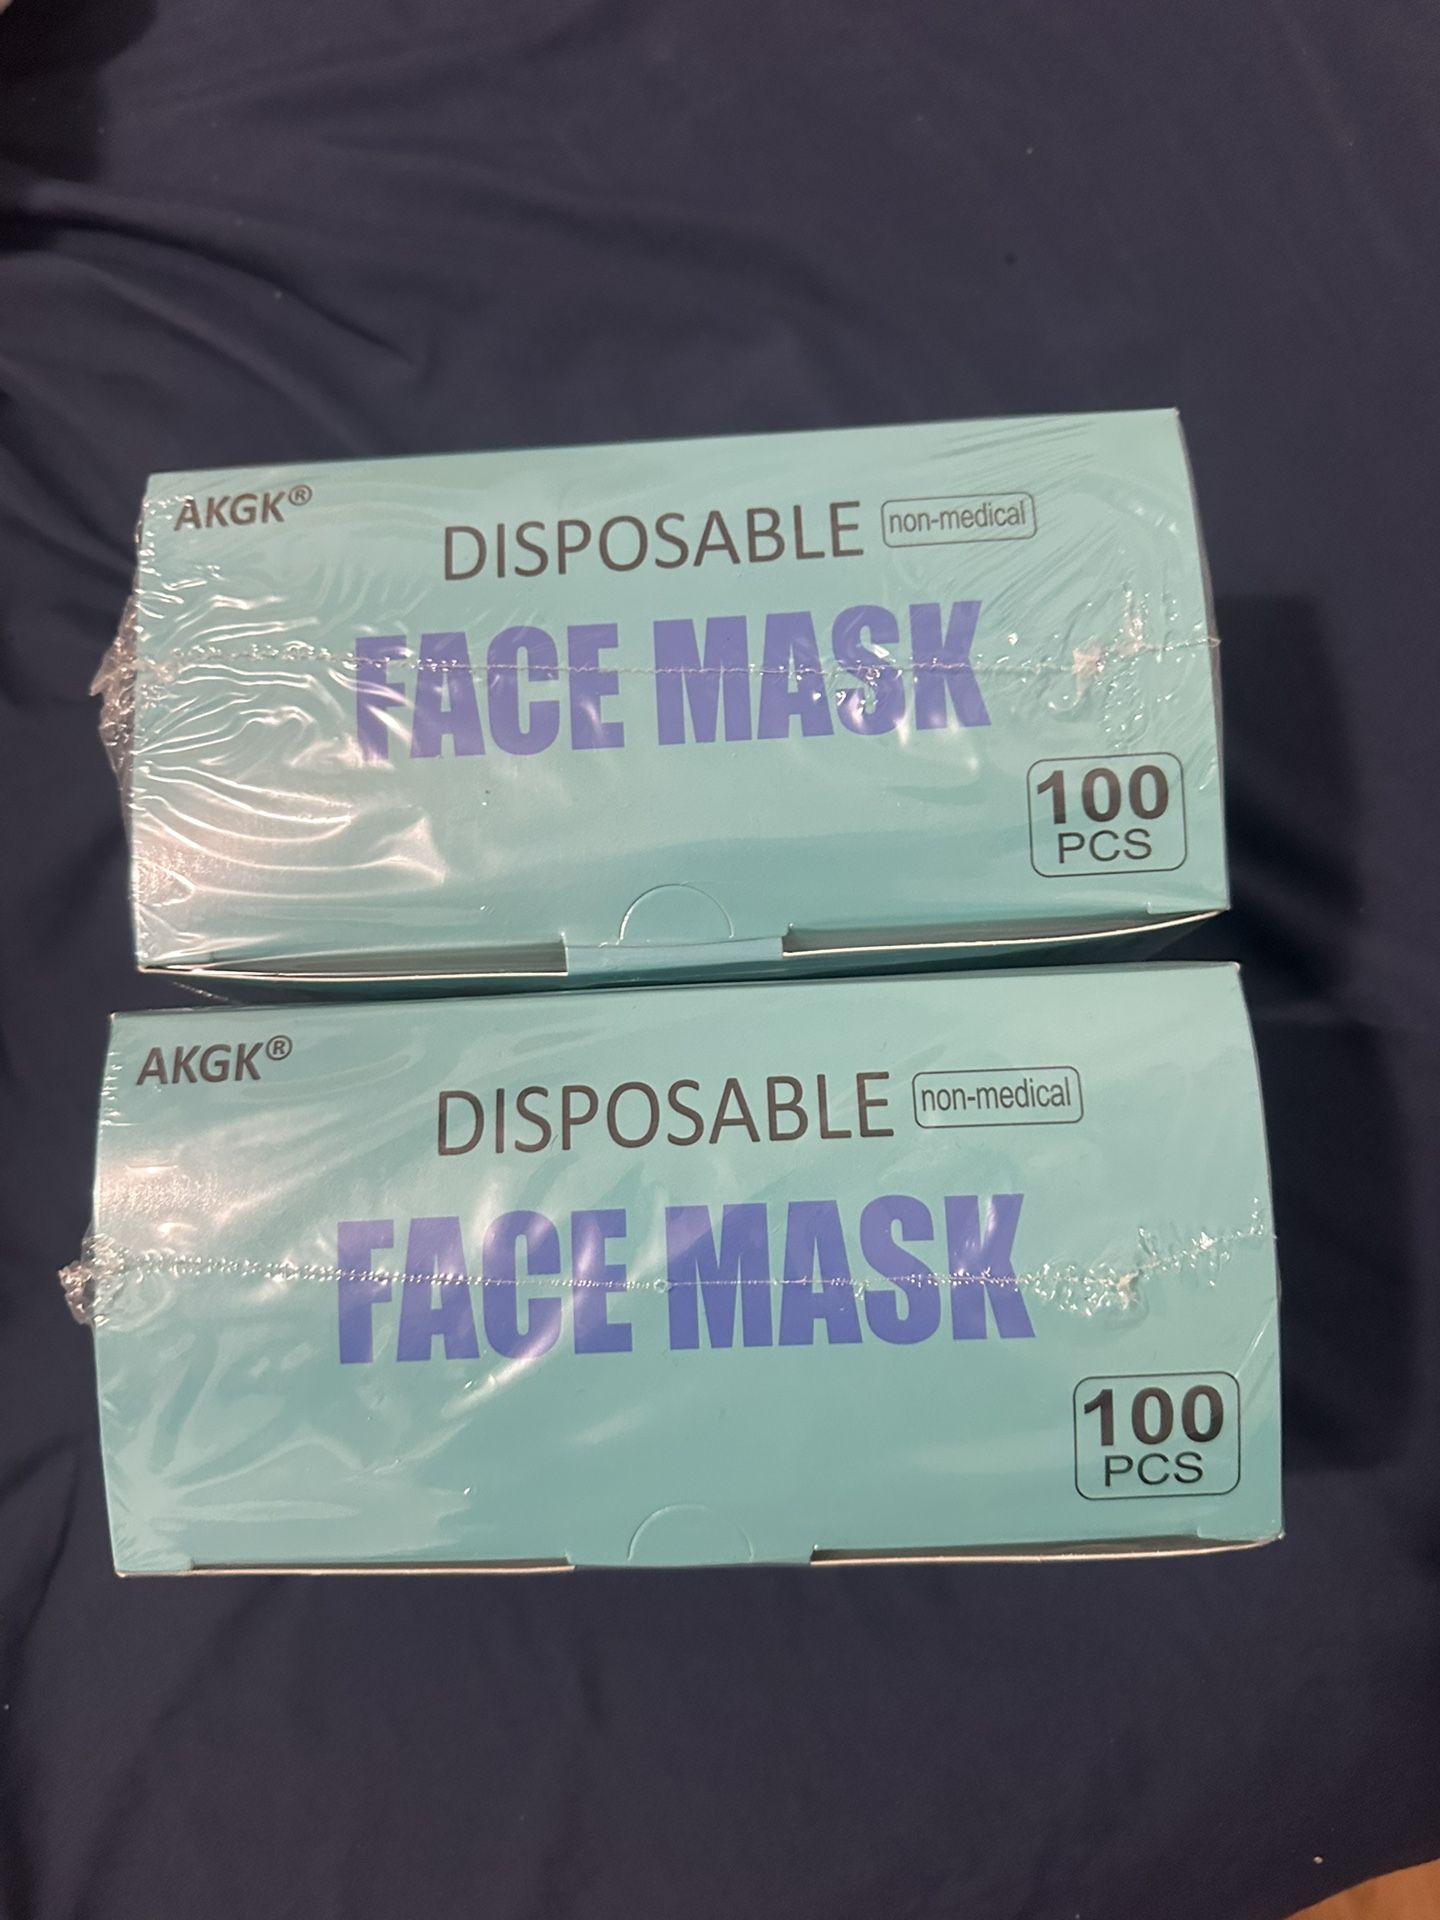 AKGK®
DISPOSABLE non-medical
FACE MASK
100
PCS
AKGK®
DISPOSABLE non-medical
FACE MASK
100
PCS